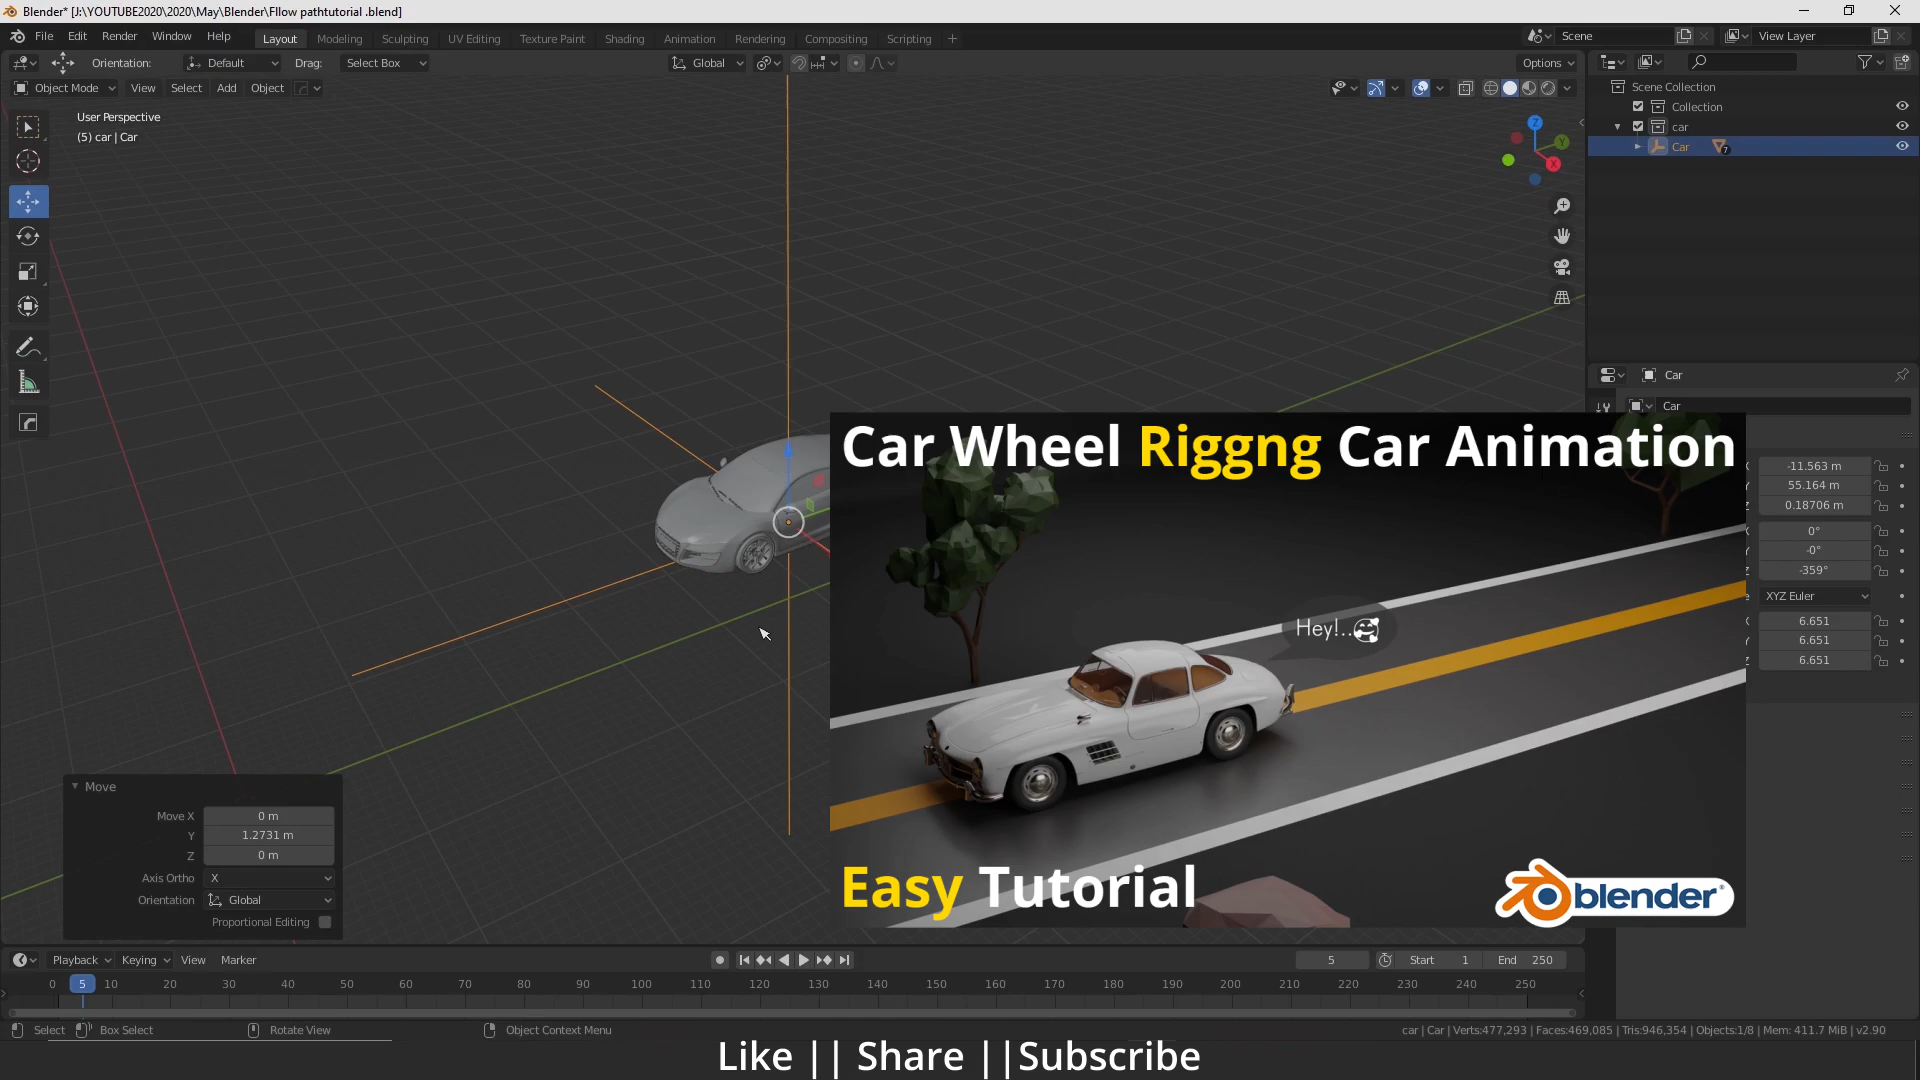 Blender* [J:\YOUTUBE2020\2020\May\Blender\Fllow pathtutorial .blend]
File Edit Render Window Help Layout Modeling Sculpting UV Editing Texture Paint Shading Animation Rendering Compositing Scripting + Scene View Layer
Orientation: Default Drag: Select Box Global Options
Object Mode View Select Add Object
Scene Collection
Collection
car
Car 7
User Perspective
(5) car | Car
Z
Y
X
Car
Car
Car Wheel Riggng Car Animation
-11.563 m
55.164 m
0.18706 m
0°
-0°
-359°
XYZ Euler
6.651
6.651
6.651
Hey!..
Easy Tutorial
blender
Move
Move X 0 m
Y 1.2731 m
Z 0 m
Axis Ortho X
Orientation Global
Proportional Editing
Playback Keying View Marker 5 Start 1 End 250
0 5 10 20 30 40 50 60 70 80 90 100 110 120 130 140 150 160 170 180 190 200 210 220 230 240 250
Select Box Select Rotate View Object Context Menu car | Car | Verts:477,293 | Faces:469,085 | Tris:946,354 | Objects:1/8 | Mem: 411.7 MiB | v2.90
Like || Share ||Subscribe